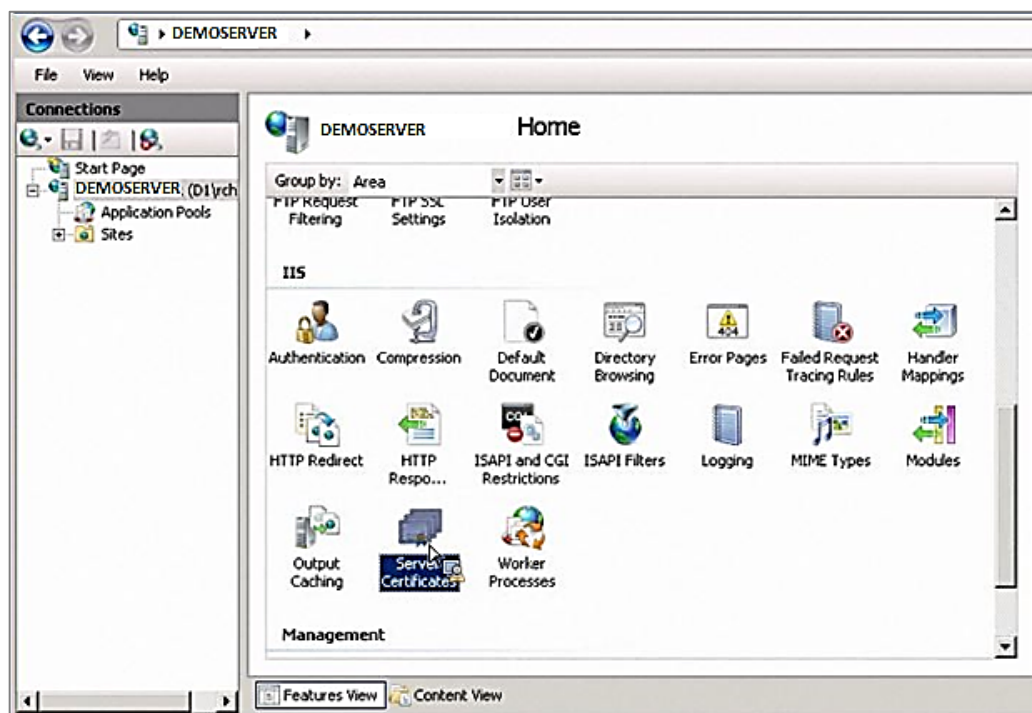 DEMOSERVER
File View Help
Connections
Start Page
DEMOSERVER (D1\rch
Application Pools
Sites
DEMOSERVER Home
Group by: Area
FTP Request Filtering
FTP SSL Settings
FTP User Isolation
IIS
Authentication
Compression
Default Document
Directory Browsing
Error Pages
Failed Request Tracing Rules
Handler Mappings
HTTP Redirect
HTTP Respo...
ISAPI and CGI Restrictions
ISAPI Filters
Logging
MIME Types
Modules
Output Caching
Server Certificates
Worker Processes
Management
Features View
Content View